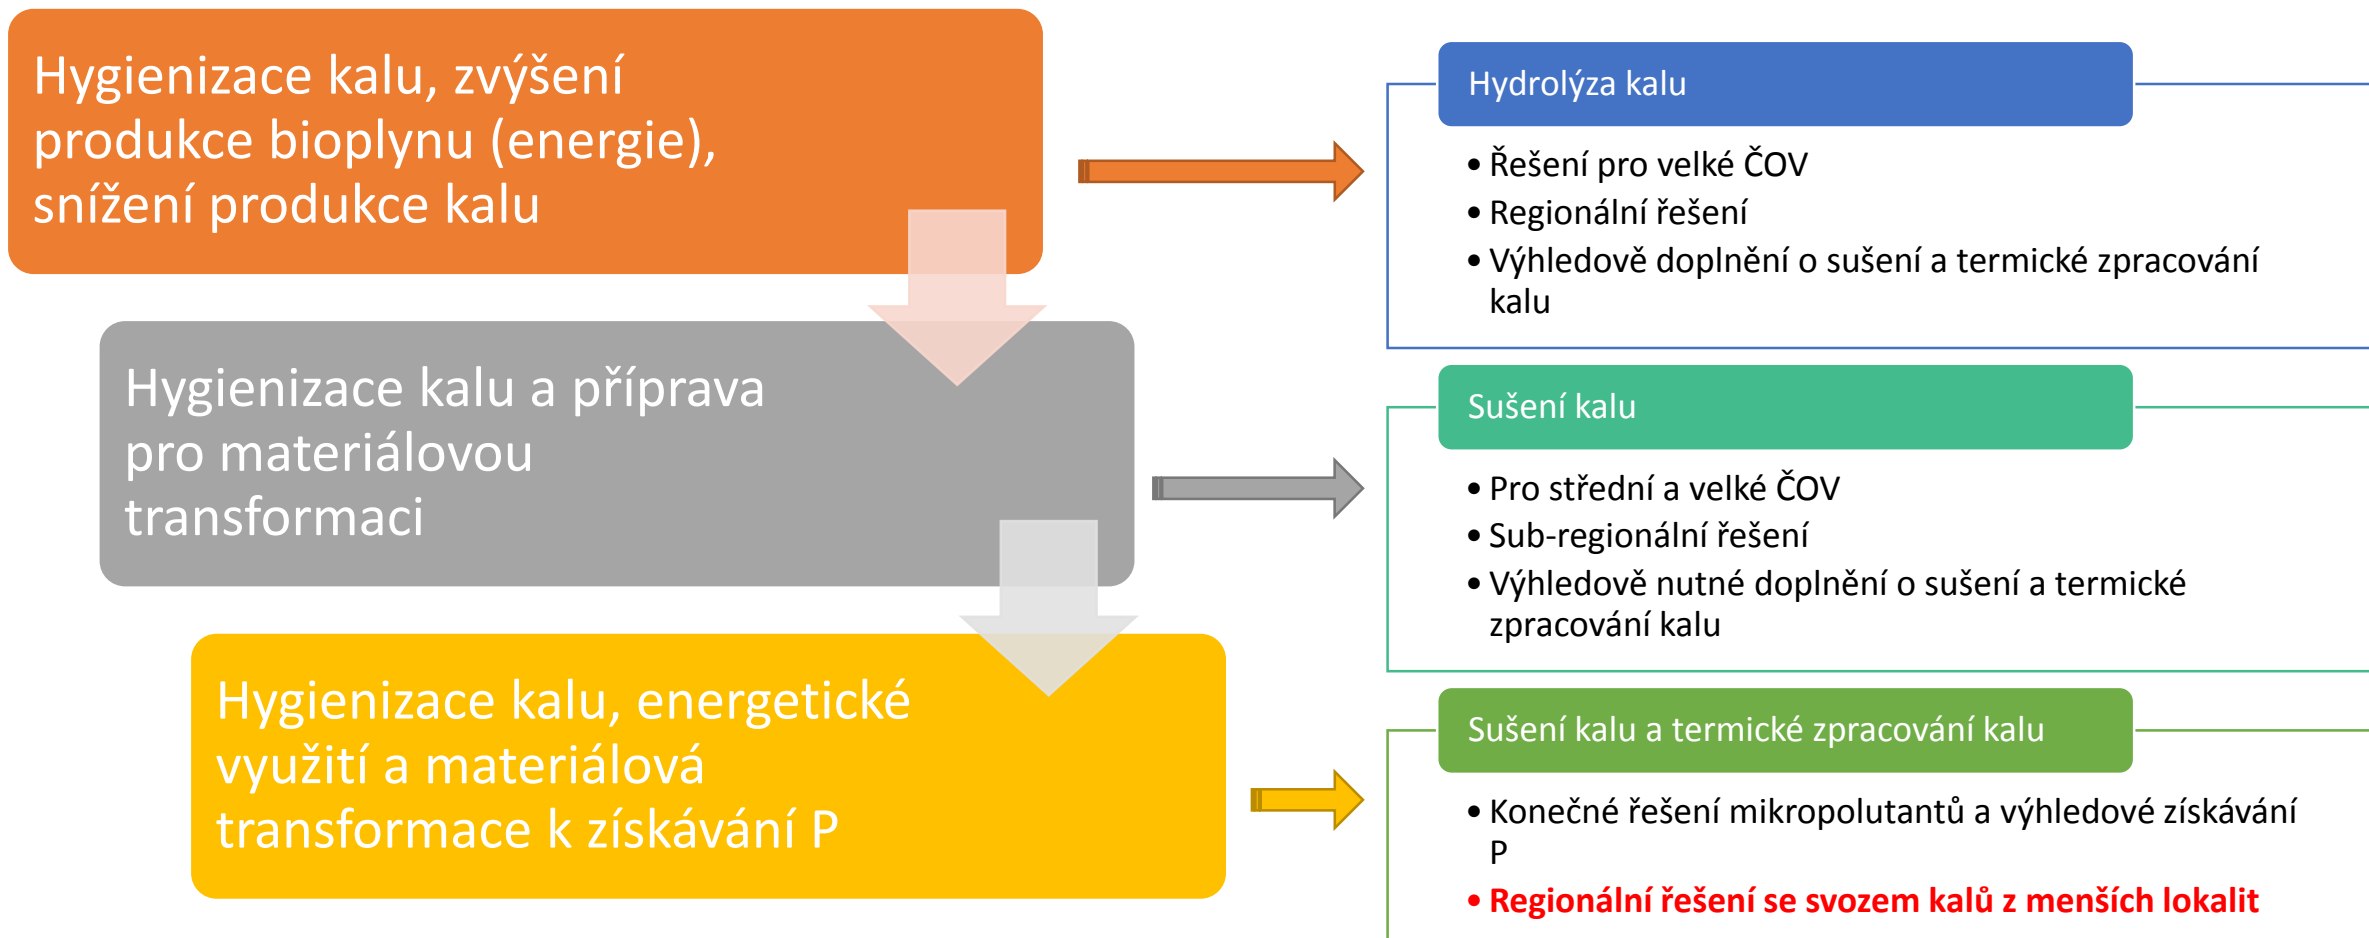 Hygienizace kalu, zvýšení
produkce bioplynu (energie),
snížení produkce kalu
Hydrolýza kalu
• Řešení pro velké ČOV
• Regionální řešení
• Výhledově doplnění o sušení a termické zpracování
kalu
Hygienizace kalu a příprava
pro materiálovou
transformaci
Sušení kalu
• Pro střední a velké ČOV
• Sub-regionální řešení
• Výhledově nutné doplnění o sušení a termické
zpracování kalu
Hygienizace kalu, energetické
využití a materiálová
transformace k získávání P
Sušení kalu a termické zpracování kalu
• Konečné řešení mikropolutantů a výhledové získávání
P
• Regionální řešení se svozem kalů z menších lokalit